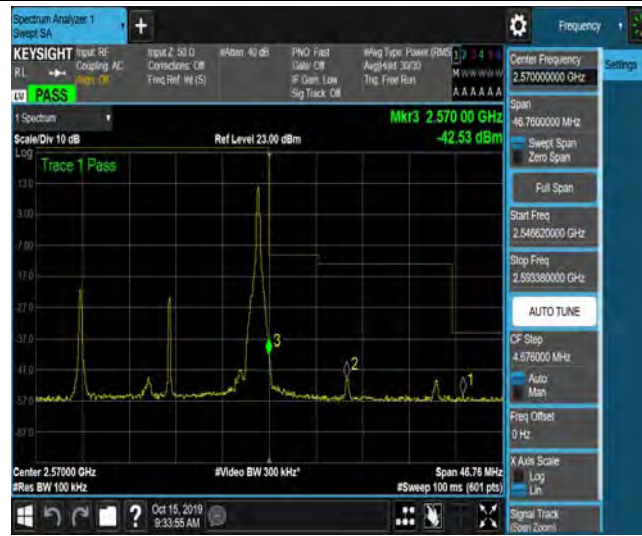 Spectrum Analyzer 1
Swept SA
+
Frequency
KEYSIGHT
Input: RF
Coupling: AC
Align: Off
Input Z: 50 Ω
Corrections: Off
Freq Ref: Int (S)
#Atten: 40 dB
PNO: Fast
Gate: Off
IF Gain: Low
Sig Track: Off
#Avg Type: Power (RMS
Avg|Hold: 30/30
Trig: Free Run
1 2 3 4 5 6
M W W W W W
A A A A A A
RL
LV PASS
1 Spectrum
Scale/Div 10 dB
Ref Level 23.00 dBm
Mkr3 2.570 00 GHz
-42.53 dBm
Log
Trace 1 Pass
13.0
3.00
-7.00
-17.0
-27.0
-37.0
-47.0
-57.0
-67.0
3
2
1
Center 2.57000 GHz
#Video BW 300 kHz*
Span 46.76 MHz
#Res BW 100 kHz
#Sweep 100 ms (601 pts)
?
Oct 15, 2019
9:33:55 AM
Center Frequency
2.570000000 GHz
Settings
Span
46.7600000 MHz
Swept Span
Zero Span
Full Span
Start Freq
2.546620000 GHz
Stop Freq
2.593380000 GHz
AUTO TUNE
CF Step
4.676000 MHz
Auto
Man
Freq Offset
0 Hz
X Axis Scale
Log
Lin
Signal Track
(Span Zoom)